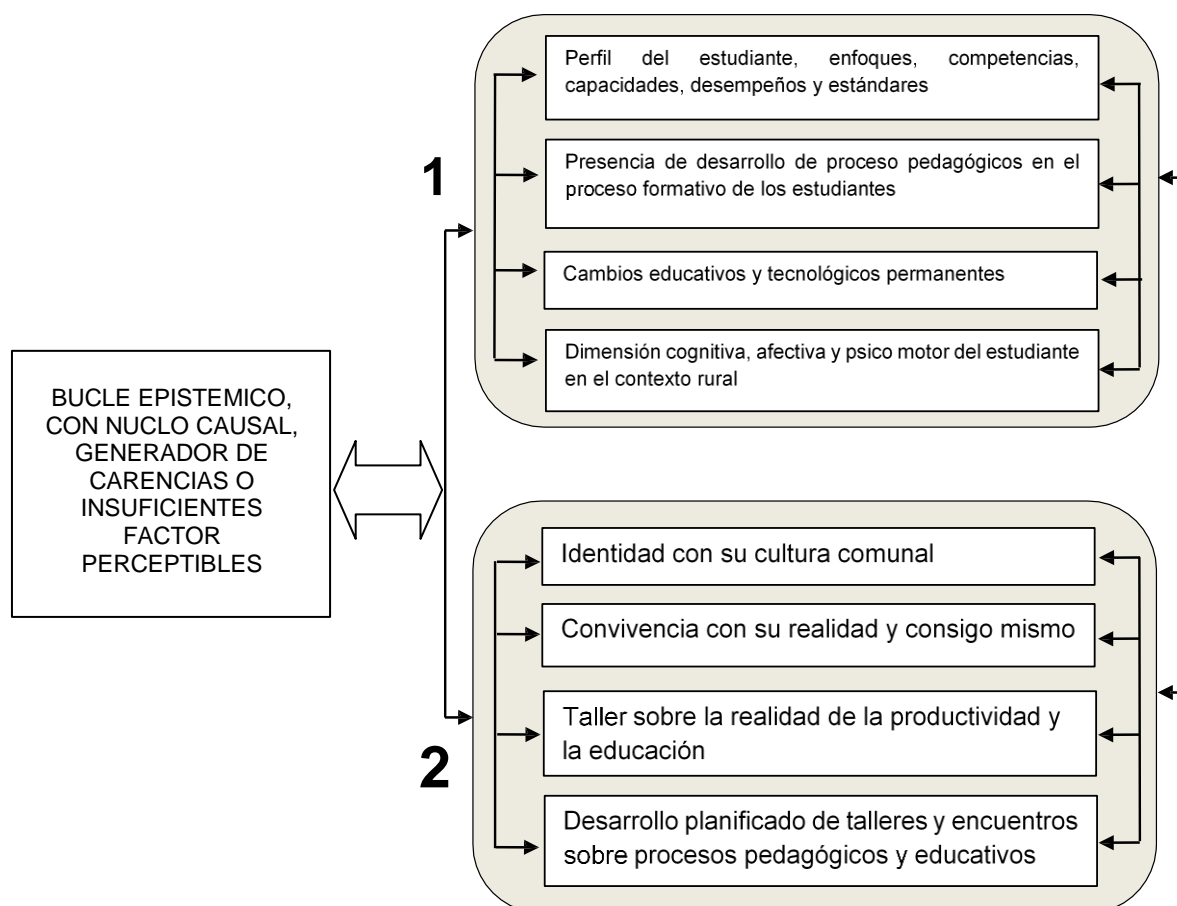 BUCLE EPISTEMICO,
CON NUCLO CAUSAL,
GENERADOR DE
CARENCIAS O
INSUFICIENTES
FACTOR
PERCEPTIBLES
1
Perfil del estudiante, enfoques, competencias,
capacidades, desempeños y estándares
Presencia de desarrollo de proceso pedagógicos en el
proceso formativo de los estudiantes
Cambios educativos y tecnológicos permanentes
Dimensión cognitiva, afectiva y psico motor del estudiante
en el contexto rural
2
Identidad con su cultura comunal
Convivencia con su realidad y consigo mismo
Taller sobre la realidad de la productividad y
la educación
Desarrollo planificado de talleres y encuentros
sobre procesos pedagógicos y educativos